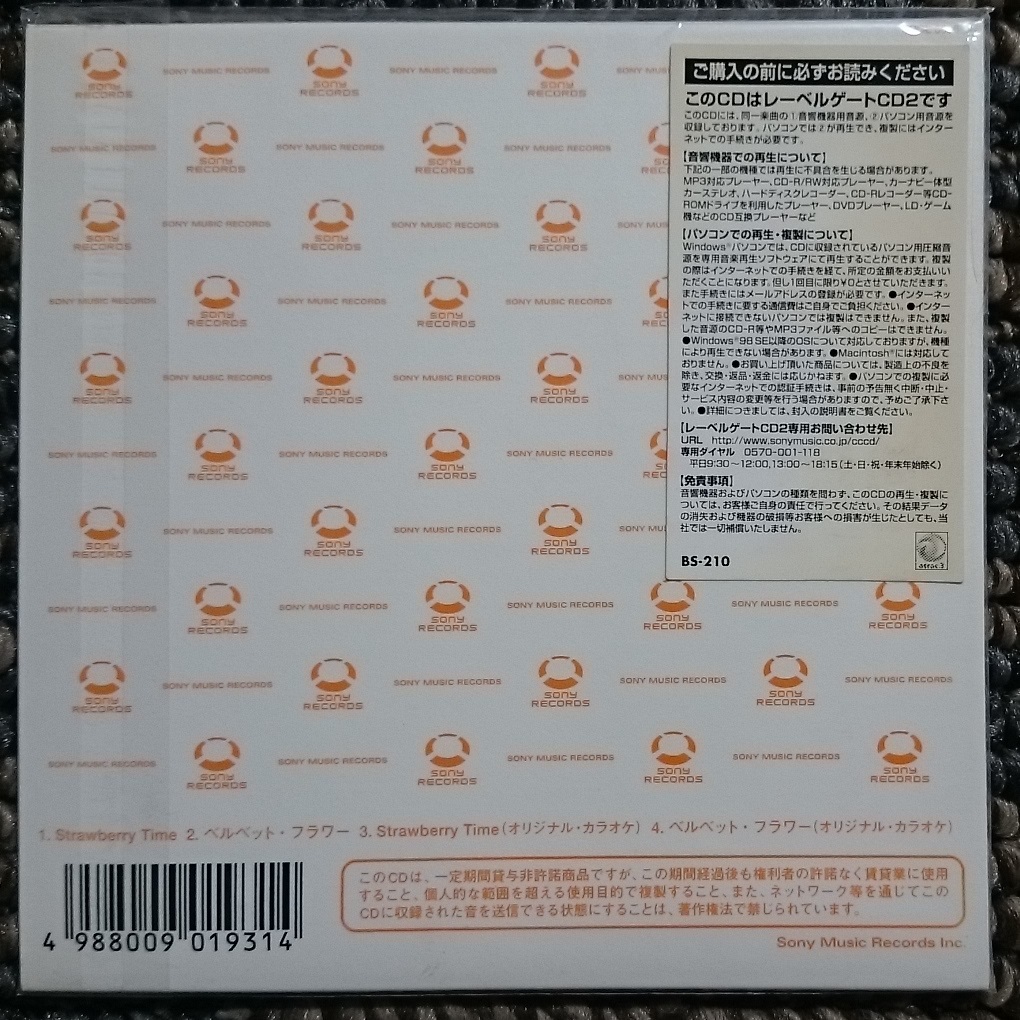 SONY RECORDS
SONY MUSIC RECORDS
ご購入の前に必ずお読みください
このCDはレーベルゲートCD2です
このCDには、同一楽曲の①音響機器用音源、②パソコン用音源を
収録しております。パソコンでは②が再生でき、複製にはインター
ネットでの手続きが必要です。
【音響機器での再生について】
下記の一部の機種では再生に不具合を生じる場合があります。
MP3対応プレーヤー、CD-R/RW対応プレーヤー、カーナビ一体型
カーステレオ、ハードディスクレコーダー、CD-Rレコーダー等CD-
ROMドライブを利用したプレーヤー、DVDプレーヤー、LD・ゲーム
機などのCD互換プレーヤーなど
【パソコンでの再生・複製について】
Windows®パソコンでは、CDに収録されているパソコン用圧縮音
源を専用音楽再生ソフトウェアにて再生することができます。複製
の際はインターネットでの手続きを経て、所定の金額をお支払いい
ただくことになります。但し1回目に限り¥0とさせていただきます。
また手続きにはメールアドレスの登録が必要です。●インターネッ
トでの手続きに要する通信費はご自身でご負担ください。●インター
ネットに接続できないパソコンでは複製はできません。また、複製
した音源のCD-R等やMP3ファイル等へのコピーはできません。
●Windows®98 SE以降のOSについて対応しておりますが、機種
により再生できない場合があります。●Macintosh®には対応して
おりません。●お買い上げ頂いた商品については、製造上の不良を
除き、交換・返品・返金には応じかねます。●パソコンでの複製に必
要なインターネットでの認証手続きは、事前の予告無く中断・中止・
サービス内容の変更等を行う場合がありますので、予めご了承下さ
い。●詳細につきましては、封入の説明書をご覧ください。
【レーベルゲートCD2専用お問い合わせ先】
URL http://www.sonymusic.co.jp/cccd/
専用ダイヤル 0570-001-118
平日9:30～12:00,13:00～18:15（土・日・祝・年末年始除く）
【免責事項】
音響機器およびパソコンの種類を問わず、このCDの再生・複製に
ついては、お客様ご自身の責任で行ってください。その結果データ
の消失および機器の破損等お客様への損害が生じたとしても、当
社では一切補償いたしません。
BS-210
atrac3
1. Strawberry Time 2. ベルベット・フラワー 3. Strawberry Time（オリジナル・カラオケ） 4. ベルベット・フラワー（オリジナル・カラオケ）
このCDは、一定期間貸与非許諾商品ですが、この期間経過後も権利者の許諾なく賃貸業に使用
すること、個人的な範囲を超える使用目的で複製すること、また、ネットワーク等を通じてこの
CDに収録された音を送信できる状態にすることは、著作権法で禁じられています。
4 988009 019314
Sony Music Records Inc.